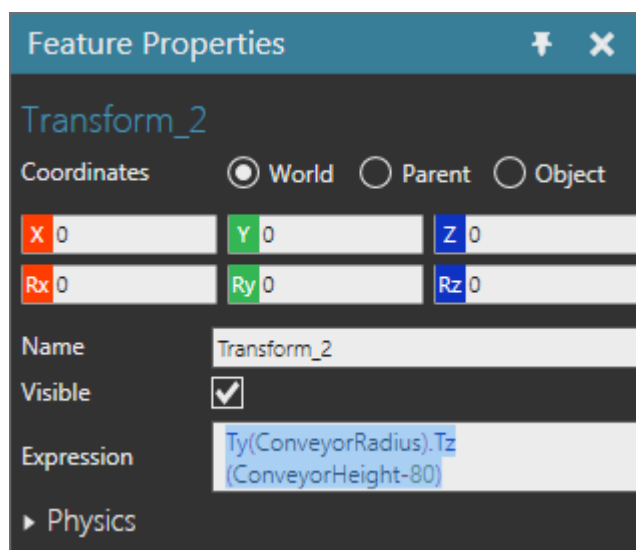 Feature Properties
Transform_2
Coordinates World Parent Object
X 0 Y 0 Z 0
Rx 0 Ry 0 Rz 0
Name Transform_2
Visible
Expression Ty(ConveyorRadius).Tz
(ConveyorHeight-80)
Physics